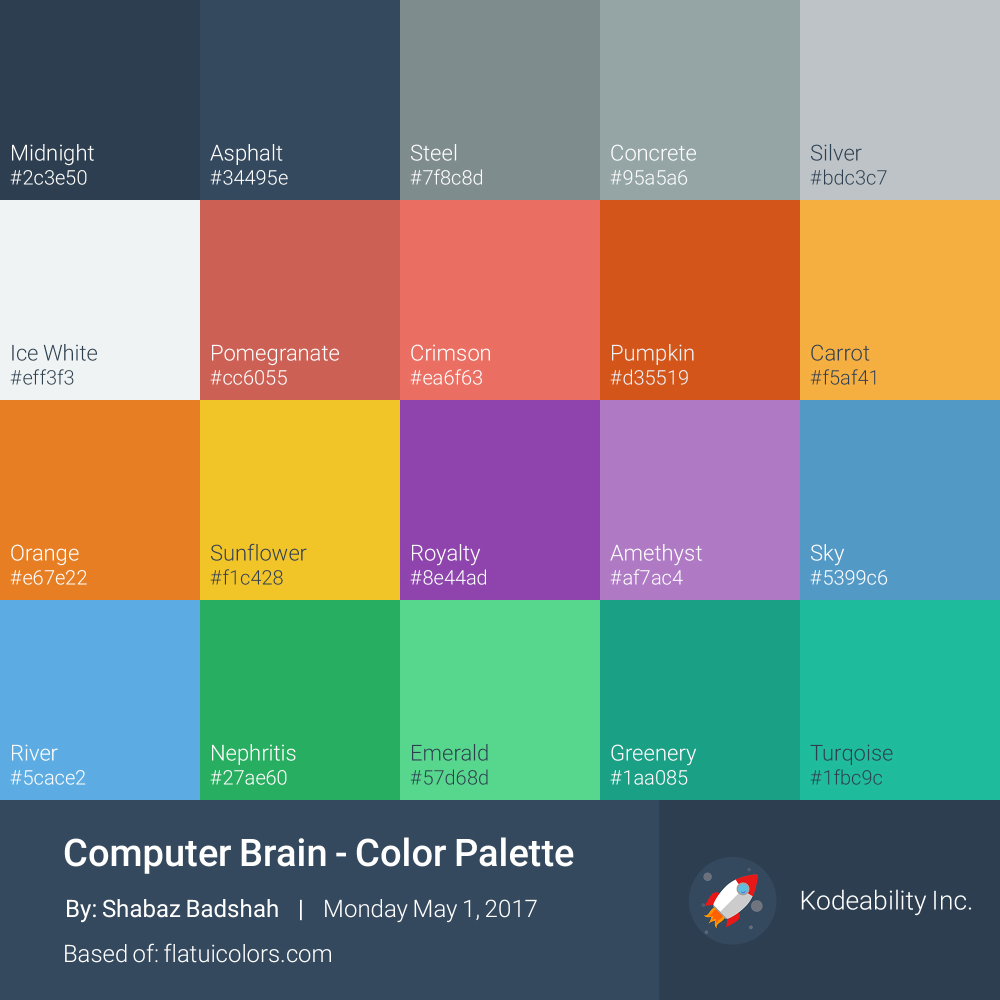 Midnight
#2c3e50
Asphalt
#34495e
Steel
#7f8c8d
Concrete
#95a5a6
Silver
#bdc3c7
Ice White
#eff3f3
Pomegranate
#cc6055
Crimson
#ea6f63
Pumpkin
#d35519
Carrot
#f5af41
Orange
#e67e22
Sunflower
#f1c428
Royalty
#8e44ad
Amethyst
#af7ac4
Sky
#5399c6
River
#5cace2
Nephritis
#27ae60
Emerald
#57d68d
Greenery
#1aa085
Turqoise
#1fbc9c
Computer Brain - Color Palette
By: Shabaz Badshah | Monday May 1, 2017
Based of: flatuicolors.com
Kodeability Inc.